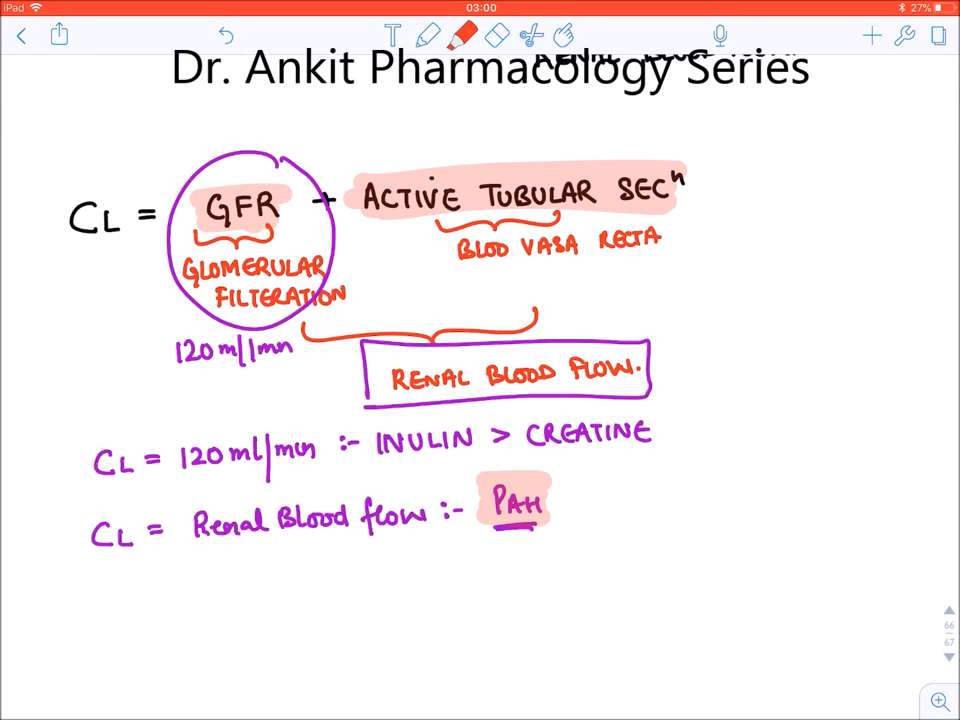 iPad 03:00 27%
Dr. Ankit Pharmacology Series
CL = GFR + ACTIVE TUBULAR SECn
GLOMERULAR FILTERATION
BLOD VASA RECTA
120 ml/mn
RENAL BLOOD FLOW.
CL = 120 ml/mn :- INULIN > CREATINE
CL = Renal Blood flow :- PAH
66
67